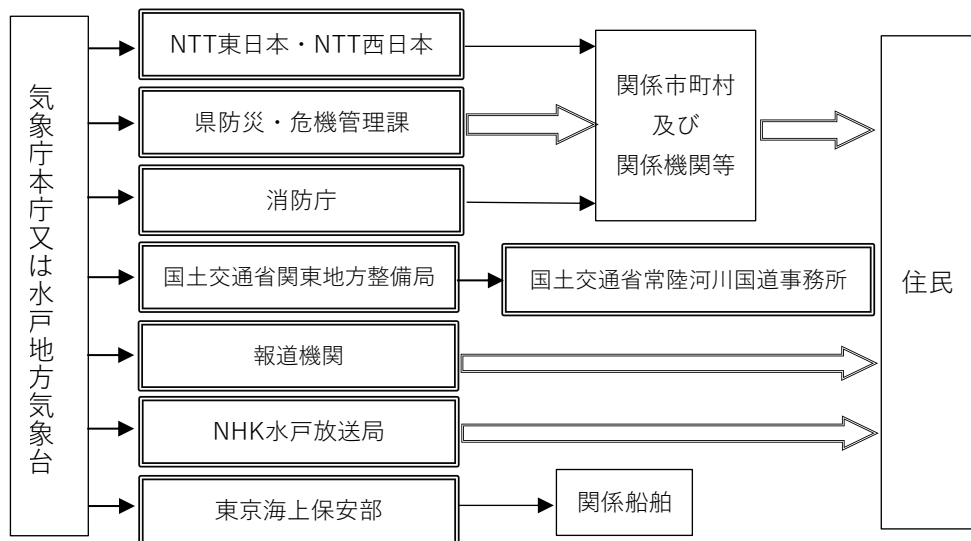 気象庁本庁又は水戸地方気象台
NTT東日本・NTT西日本
県防災・危機管理課
消防庁
国土交通省関東地方整備局
報道機関
NHK水戸放送局
東京海上保安部
関係市町村
及び
関係機関等
国土交通省常陸河川国道事務所
関係船舶
住民